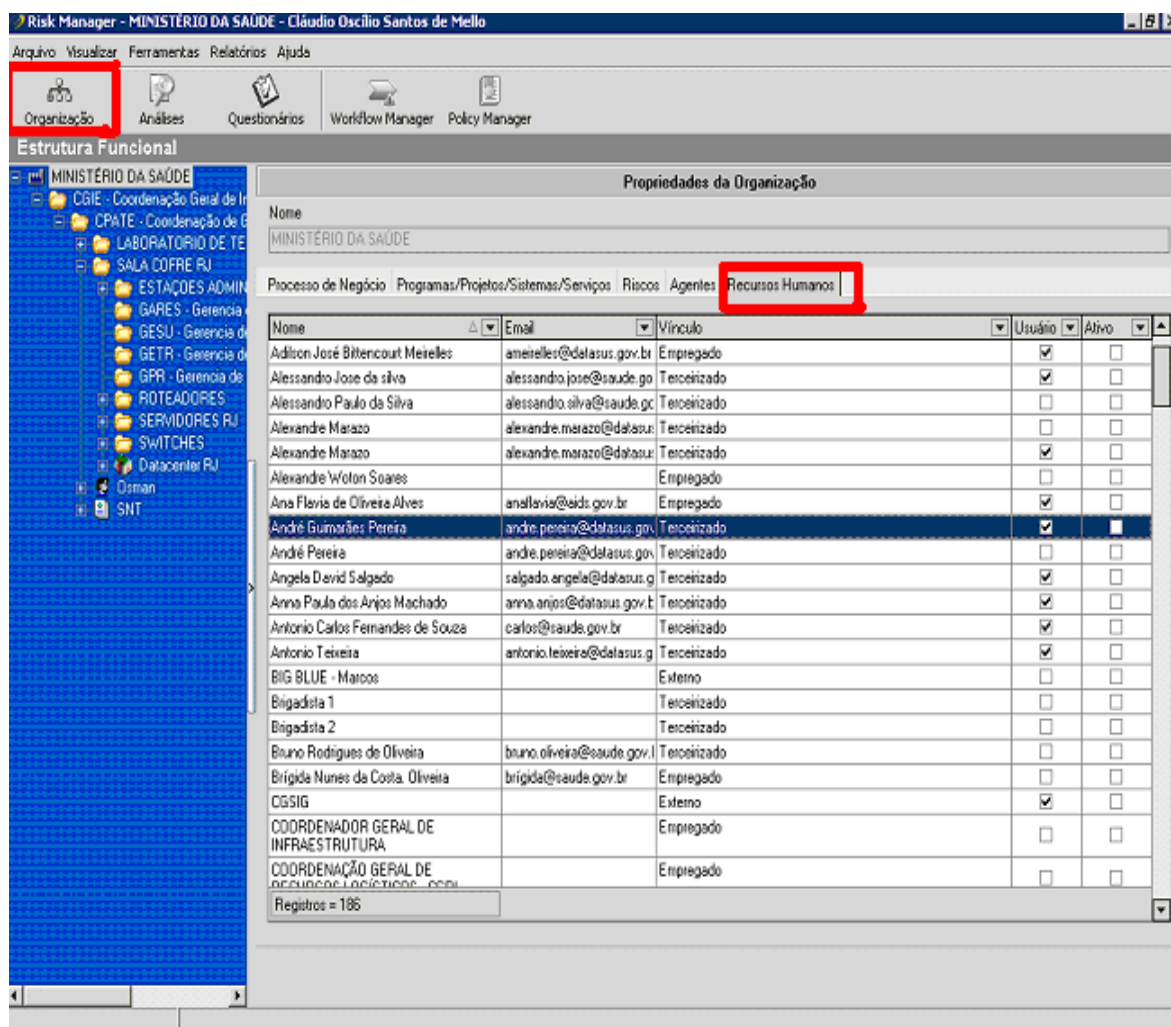 Risk Manager - MINISTÉRIO DA SAÚDE - Cláudio Oscílio Santos de Mello
Arquivo Visualizar Ferramentas Relatórios Ajuda
Organização Análises Questionários Workflow Manager Policy Manager
Estrutura Funcional
MINISTÉRIO DA SAÚDE
CGIE - Coordenação Geral de
CPATE - Coordenação de
LABORATORIO DE TE
SALA COFRE RJ
ESTAÇÕES ADMIN
GARES - Gerencia
GESU - Gerencia
GETR - Gerencia
GPR - Gerencia de
ROTEADORES
SERVIDORES RJ
SWITCHES
Datacenter RJ
Osman
SNT
Propriedades da Organização
Nome
MINISTÉRIO DA SAÚDE
Processo de Negócio Programas/Projetos/Sistemas/Serviços Riscos Agentes Recursos Humanos
Nome Email Vínculo Usuário Ativo
Adilson José Bittencourt Meirelles ameirelles@datasus.gov.br Empregado
Alessandro Jose da silva alessandro.jose@saude.go Terceirizado
Alessandro Paulo da Silva alessandro.silva@saude.gc Terceirizado
Alexandre Marazo alexandre.marazo@datasu Terceirizado
Alexandre Marazo alexandre.marazo@datasu Terceirizado
Alexandre Woton Soares Empregado
Ana Flavia de Oliveira Alves anaflavia@aids.gov.br Empregado
André Guimarães Pereira andre.pereira@datasus.gov Terceirizado
André Pereira andre.pereira@datasus.gov Terceirizado
Angela David Salgado salgado.angela@datasus.g Terceirizado
Anna Paula dos Anjos Machado anna.anjos@datasus.gov.b Terceirizado
Antonio Carlos Fernandes de Souza carlos@saude.gov.br Terceirizado
Antonio Teixeira antonio.teixeira@datasus.g Terceirizado
BIG BLUE - Marcos Externo
Brigadista 1 Terceirizado
Brigadista 2 Terceirizado
Bruno Rodrigues de Oliveira bruno.oliveira@saude.gov. Terceirizado
Brígida Nunes da Costa. Oliveira brígida@saude.gov.br Empregado
CGSIG Externo
COORDENADOR GERAL DE Empregado
INFRAESTRUTURA
COORDENAÇÃO GERAL DE Empregado
RECURSOS LOGÍSTICOS
Registros = 186